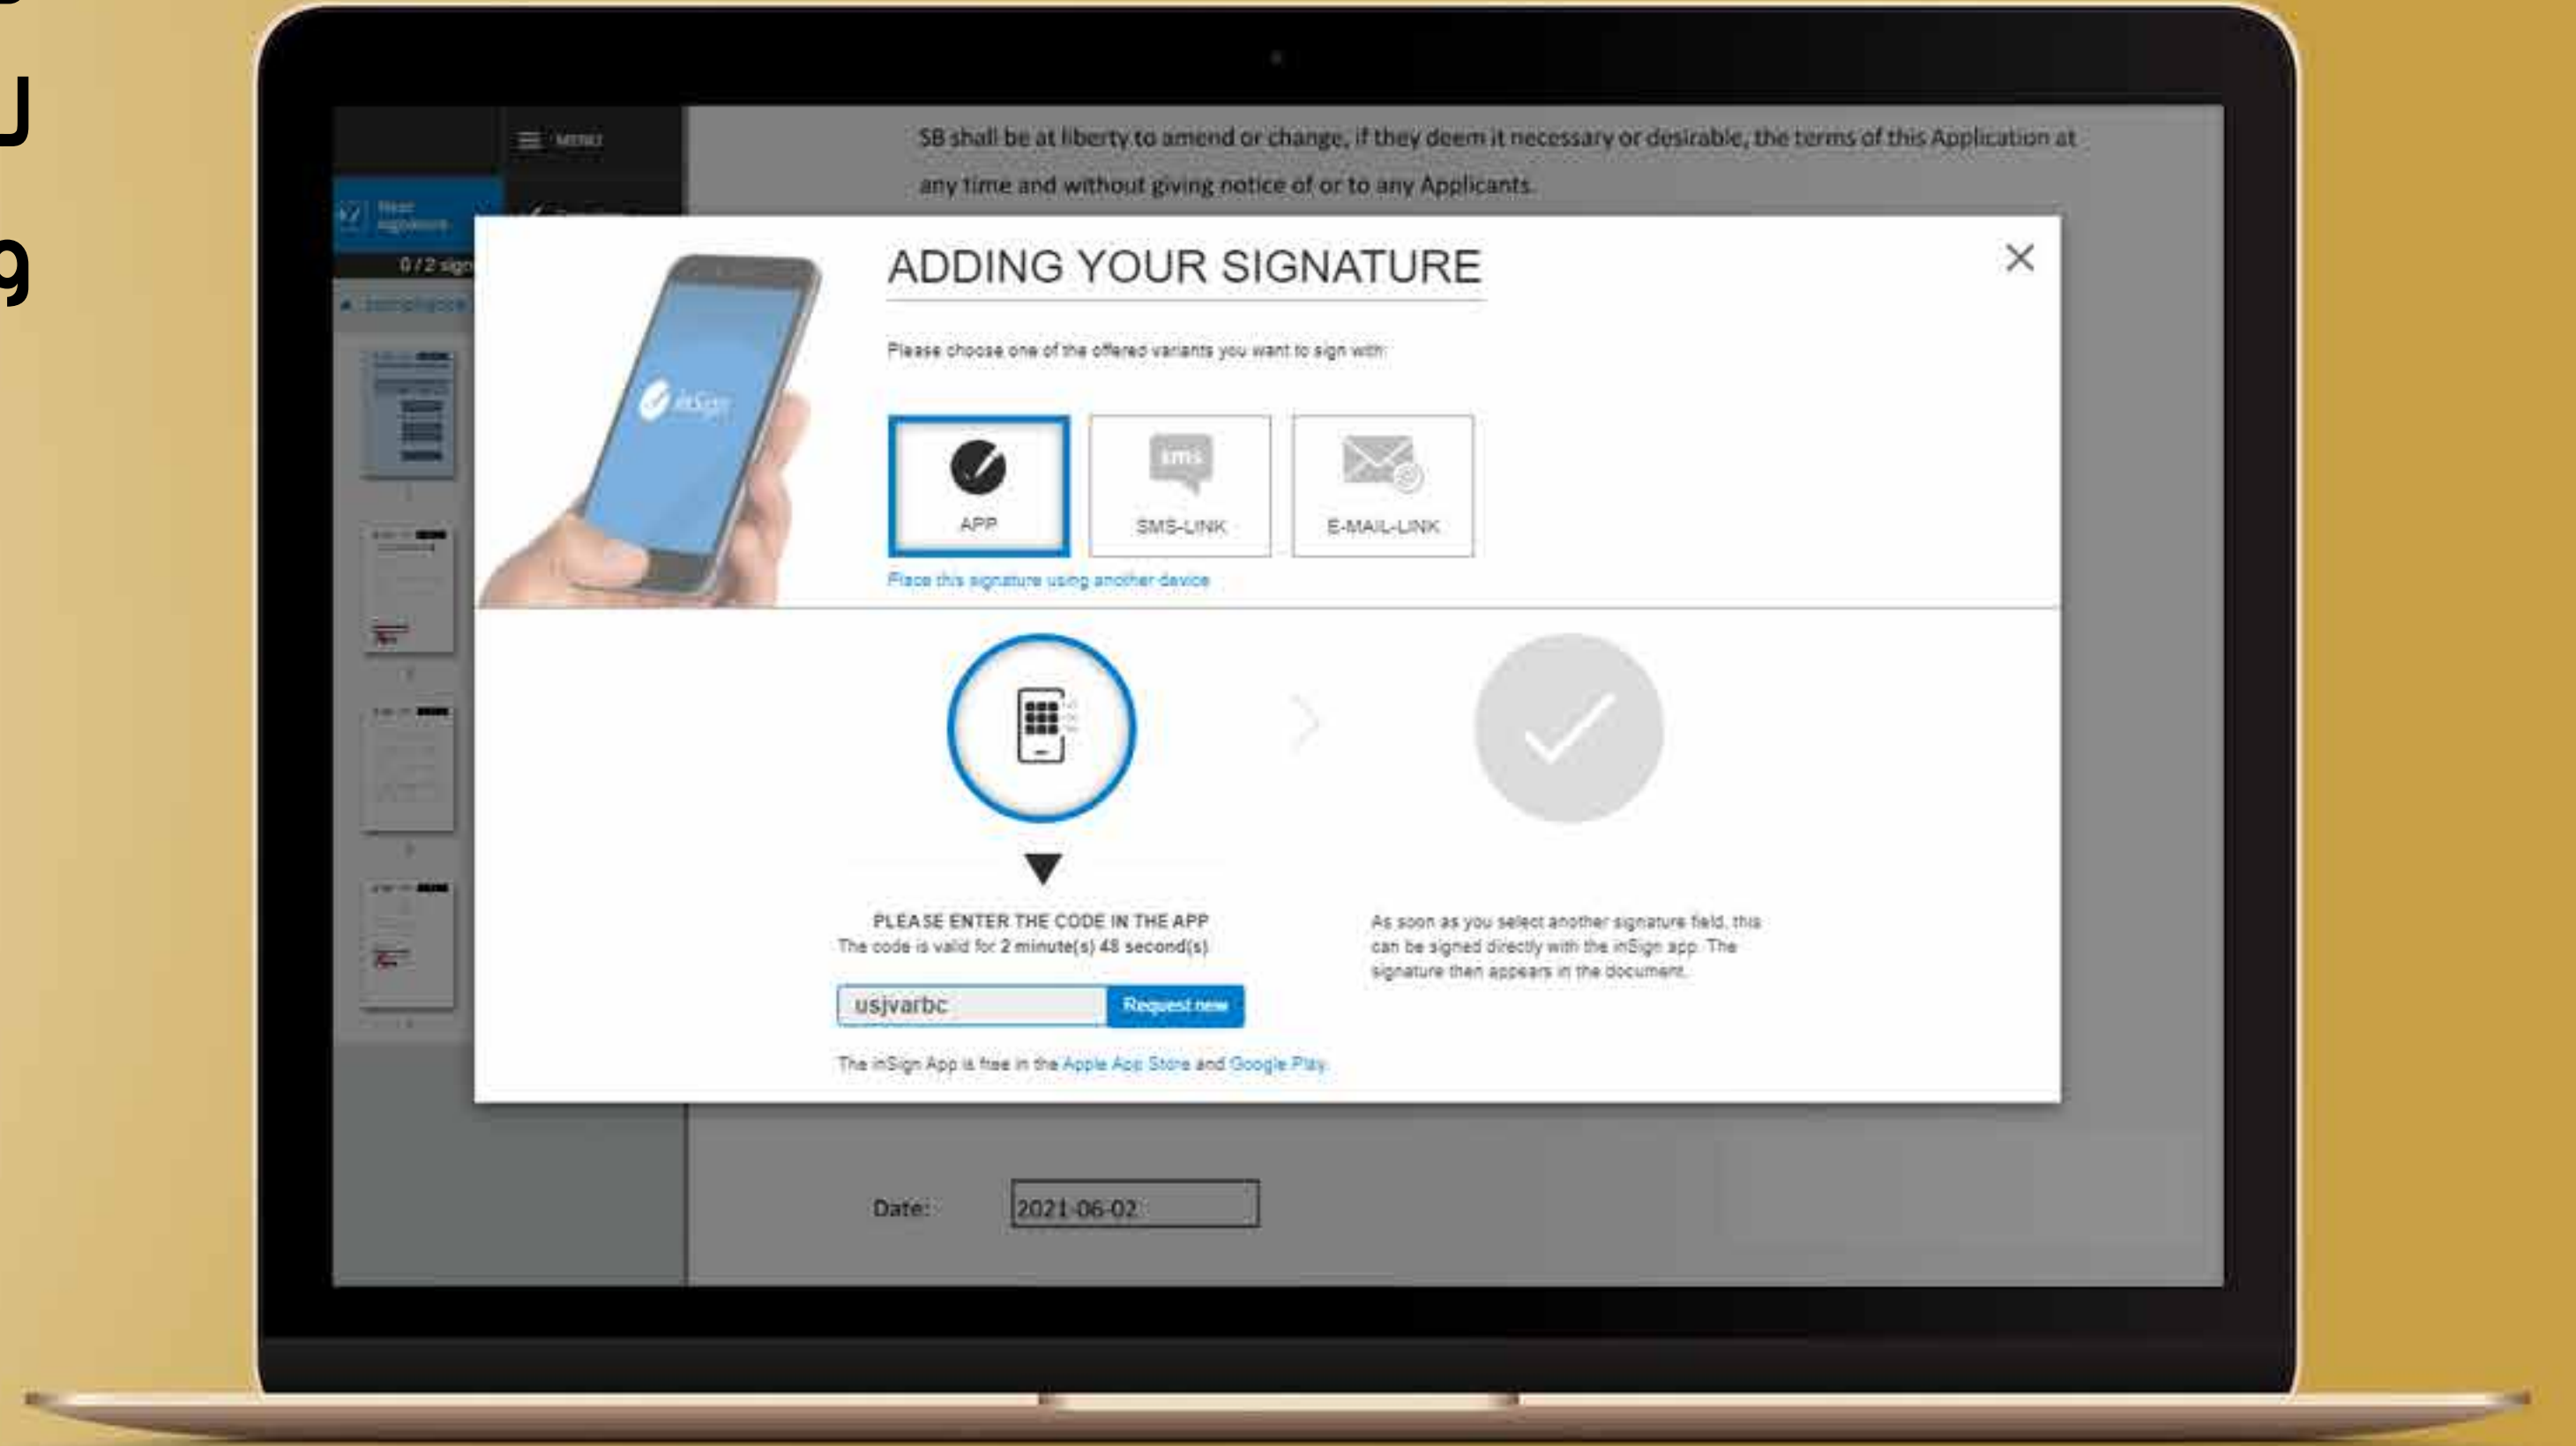 MENU
SB shall be at liberty to amend or change, if they deem it necessary or desirable, the terms of this Application at
any time and without giving notice of or to any Applicants.
Next
signature
0 / 2 sign
compliance
ADDING YOUR SIGNATURE
Please choose one of the offered variants you want to sign with:
inSign
sms
APP
SMS-LINK
E-MAIL-LINK
Place this signature using another device
PLEASE ENTER THE CODE IN THE APP
The code is valid for 2 minute(s) 48 second(s)
usjvarbc
Request new
As soon as you select another signature field, this
can be signed directly with the inSign app. The
signature then appears in the document.
The inSign App is free in the Apple App Store and Google Play.
Date:
2021-06-02